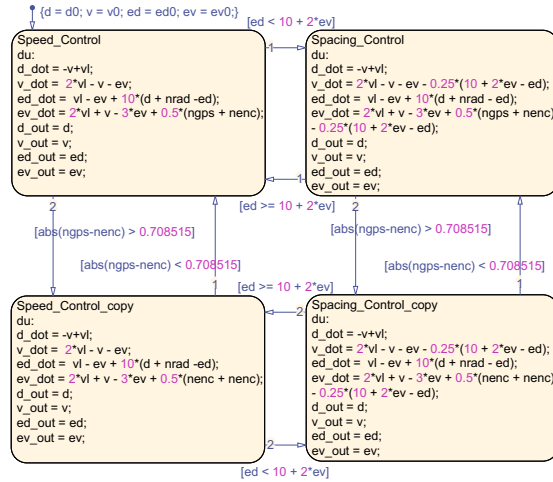 {d = d0; v = v0; ed = ed0; ev = ev0;}
[ed < 10 + 2*ev]
Speed_Control
du:
d_dot = -v+vl;
v_dot =  2*vl - v - ev;
ed_dot =  vl - ev + 10*(d + nrad -ed);
ev_dot = 2*vl + v - 3*ev + 0.5*(ngps + nenc);
d_out = d;
v_out = v;
ed_out = ed;
ev_out = ev;
1
Spacing_Control
du:
d_dot = -v+vl;
v_dot = 2*vl - v - ev - 0.25*(10 + 2*ev - ed);
ed_dot =  vl - ev + 10*(d + nrad - ed);
ev_dot = 2*vl + v - 3*ev + 0.5*(ngps + nenc)
- 0.25*(10 + 2*ev - ed);
d_out = d;
v_out = v;
ed_out = ed;
ev_out = ev;
1
[ed >= 10 + 2*ev]
2
2
[abs(ngps-nenc) > 0.708515]
[abs(ngps-nenc) > 0.708515]
[abs(ngps-nenc) < 0.708515]
[abs(ngps-nenc) < 0.708515]
1
1
[ed >= 10 + 2*ev]
Speed_Control_copy
du:
d_dot = -v+vl;
v_dot =  2*vl - v - ev;
ed_dot =  vl - ev + 10*(d + nrad -ed);
ev_dot = 2*vl + v - 3*ev + 0.5*(nenc + nenc);
d_out = d;
v_out = v;
ed_out = ed;
ev_out = ev;
2
Spacing_Control_copy
du:
d_dot = -v+vl;
v_dot = 2*vl - v - ev - 0.25*(10 + 2*ev - ed);
ed_dot =  vl - ev + 10*(d + nrad - ed);
ev_dot = 2*vl + v - 3*ev + 0.5*(nenc + nenc)
- 0.25*(10 + 2*ev - ed);
d_out = d;
v_out = v;
ed_out = ed;
ev_out = ev;
2
[ed < 10 + 2*ev]